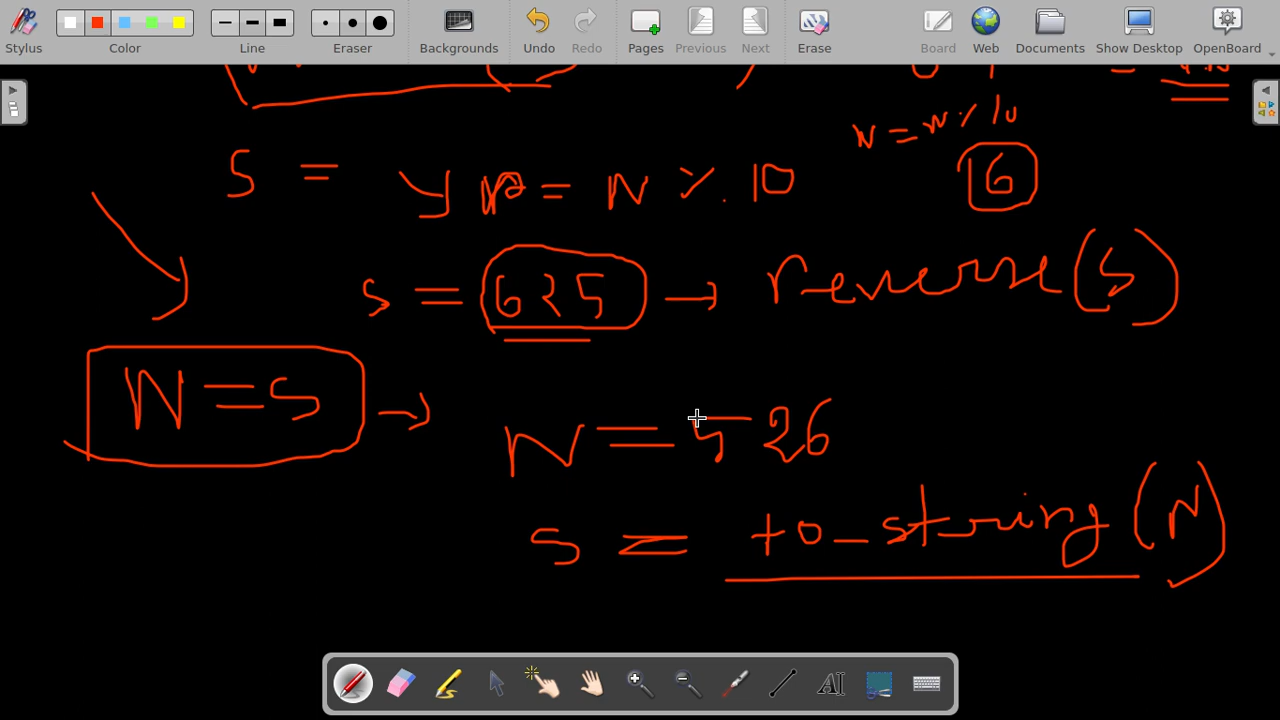 Stylus Color Line Eraser Backgrounds Undo Redo Pages Previous Next Erase Board Web Documents Show Desktop OpenBoard
N = N % 10
S = y = N %. 10 6
S = 625 → reverse(S)
N = S → N = 526
S = to_string(N)